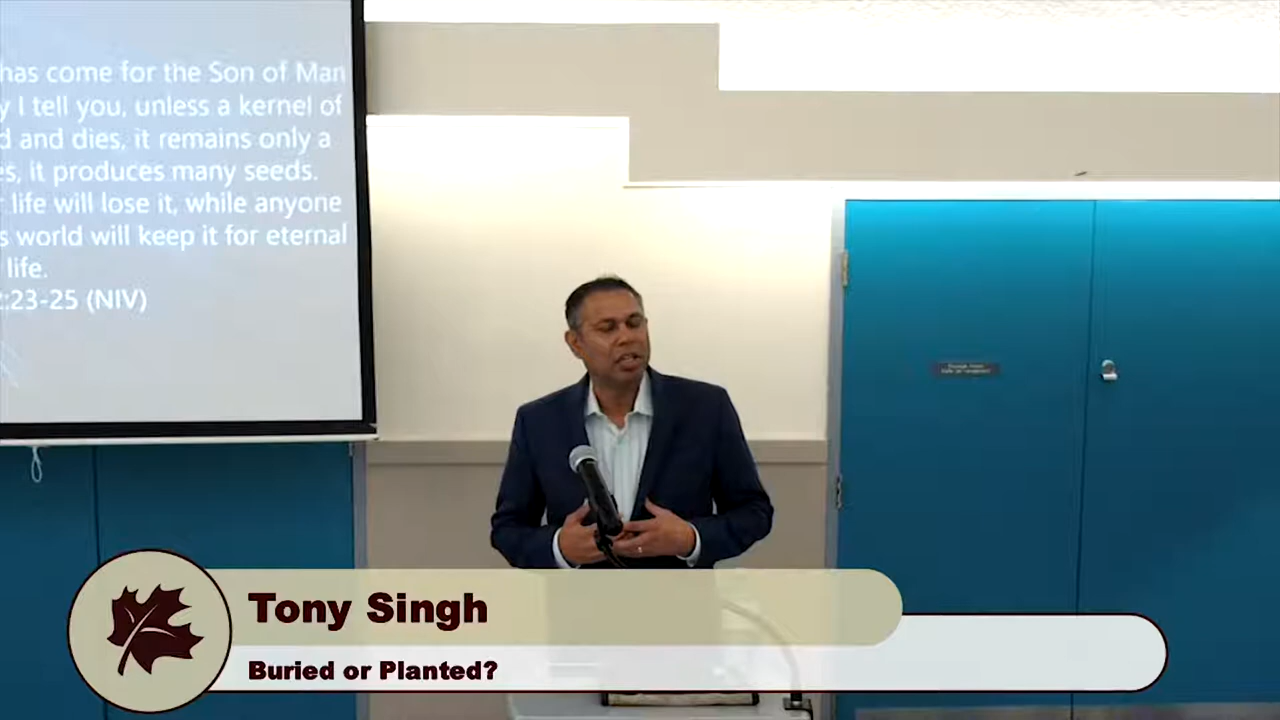 has come for the Son of Man
y I tell you, unless a kernel of
d and dies, it remains only a
es, it produces many seeds.
r life will lose it, while anyone
s world will keep it for eternal
life.
2:23-25 (NIV)
Tony Singh
Buried or Planted?